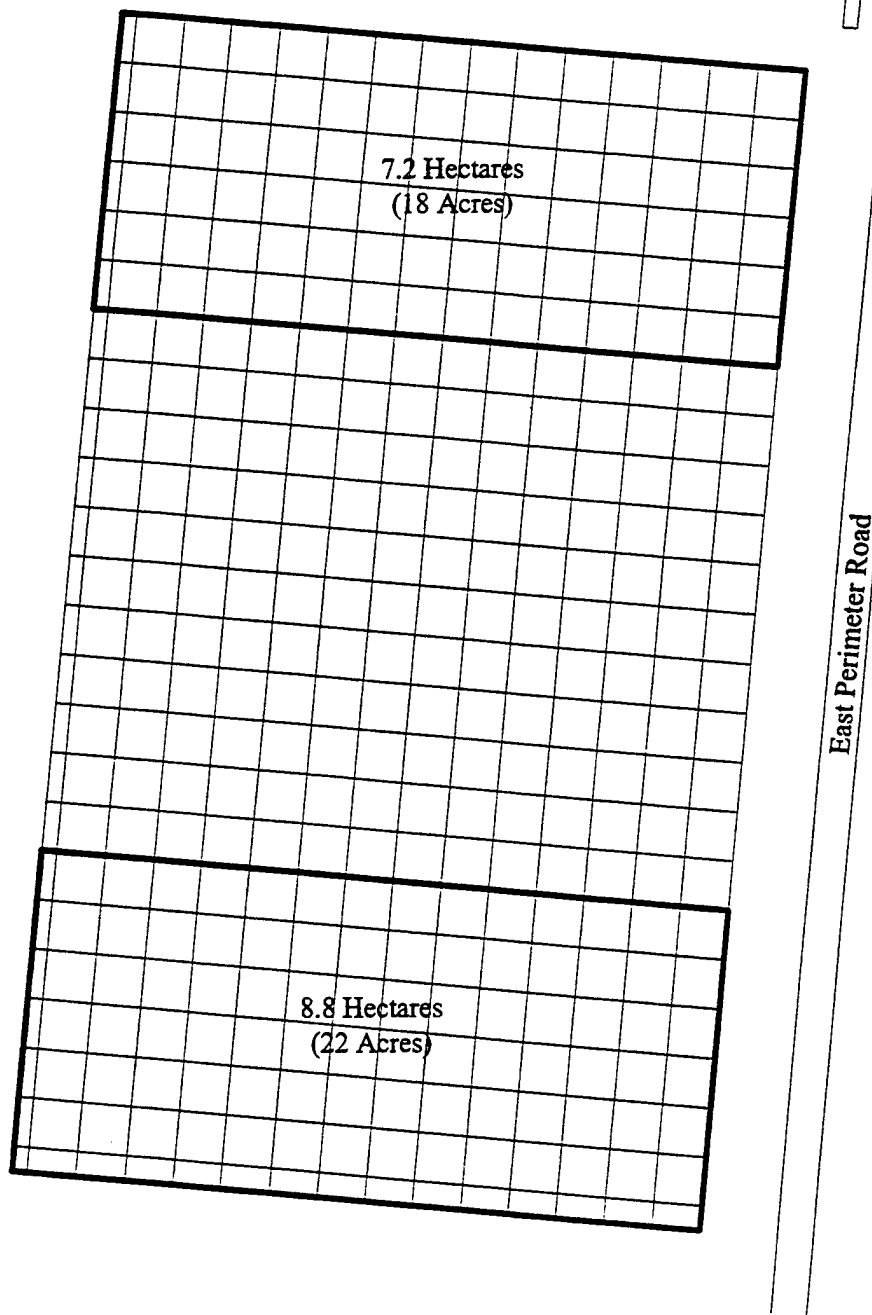 7.2 Hectares
(18 Acres)
East Perimeter Road
8.8 Hectares
(22 Acres)